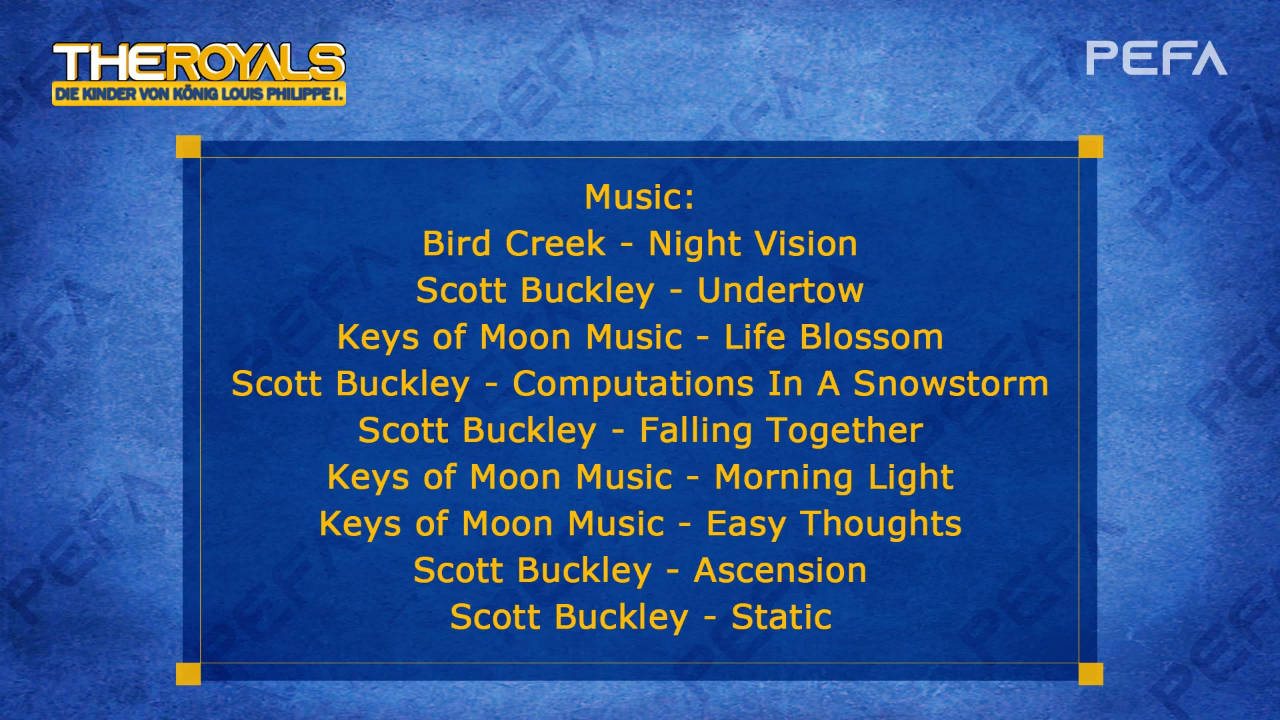 THEROYALS
DIE KINDER VON KÖNIG LOUIS PHILIPPE I.
PEFA
Music:
Bird Creek - Night Vision
Scott Buckley - Undertow
Keys of Moon Music - Life Blossom
Scott Buckley - Computations In A Snowstorm
Scott Buckley - Falling Together
Keys of Moon Music - Morning Light
Keys of Moon Music - Easy Thoughts
Scott Buckley - Ascension
Scott Buckley - Static